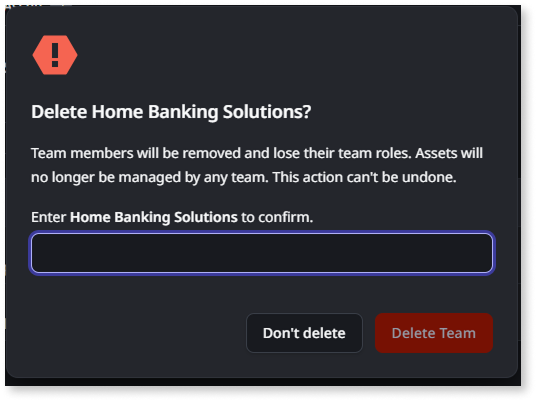 Delete Home Banking Solutions?
Team members will be removed and lose their team roles. Assets will
no longer be managed by any team. This action can't be undone.
Enter Home Banking Solutions to confirm.
Don't delete
Delete Team